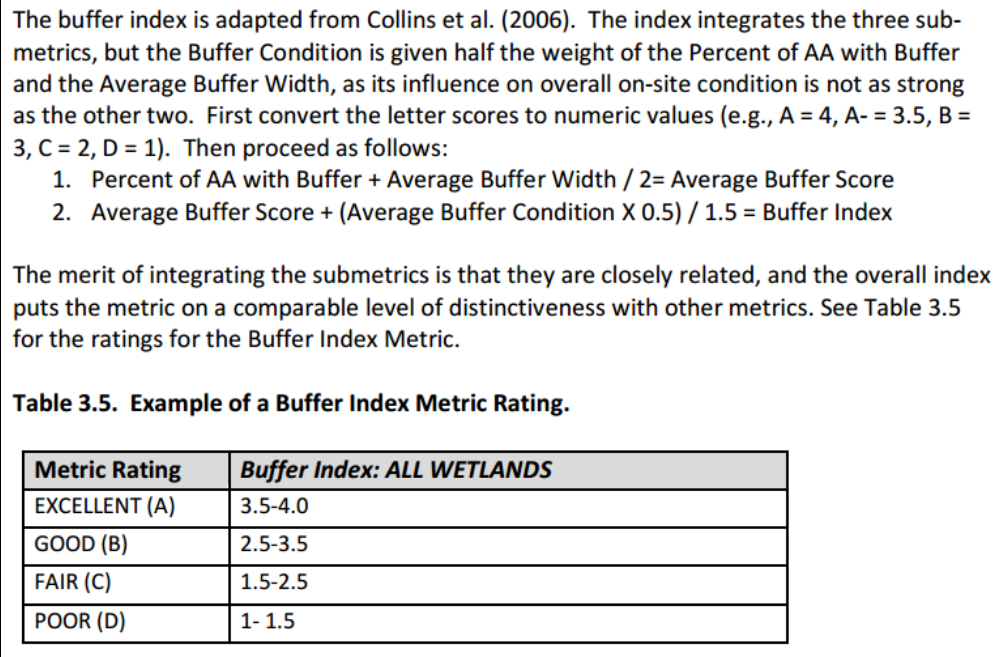 The buffer index is adapted from Collins et al. (2006).  The index integrates the three sub-
metrics, but the Buffer Condition is given half the weight of the Percent of AA with Buffer
and the Average Buffer Width, as its influence on overall on-site condition is not as strong
as the other two.  First convert the letter scores to numeric values (e.g., A = 4, A- = 3.5, B =
3, C = 2, D = 1).  Then proceed as follows:
1.  Percent of AA with Buffer + Average Buffer Width / 2= Average Buffer Score
2.  Average Buffer Score + (Average Buffer Condition X 0.5) / 1.5 = Buffer Index
The merit of integrating the submetrics is that they are closely related, and the overall index
puts the metric on a comparable level of distinctiveness with other metrics. See Table 3.5
for the ratings for the Buffer Index Metric.
Table 3.5.  Example of a Buffer Index Metric Rating.
Metric Rating Buffer Index: ALL WETLANDS
EXCELLENT (A) 3.5-4.0
GOOD (B) 2.5-3.5
FAIR (C) 1.5-2.5
POOR (D) 1- 1.5